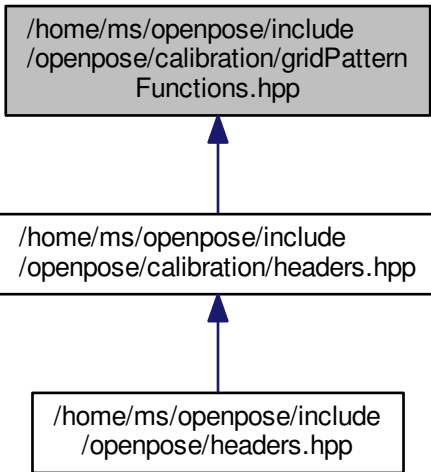 /home/ms/openpose/include
/openpose/calibration/gridPattern
Functions.hpp
/home/ms/openpose/include
/openpose/calibration/headers.hpp
/home/ms/openpose/include
/openpose/headers.hpp